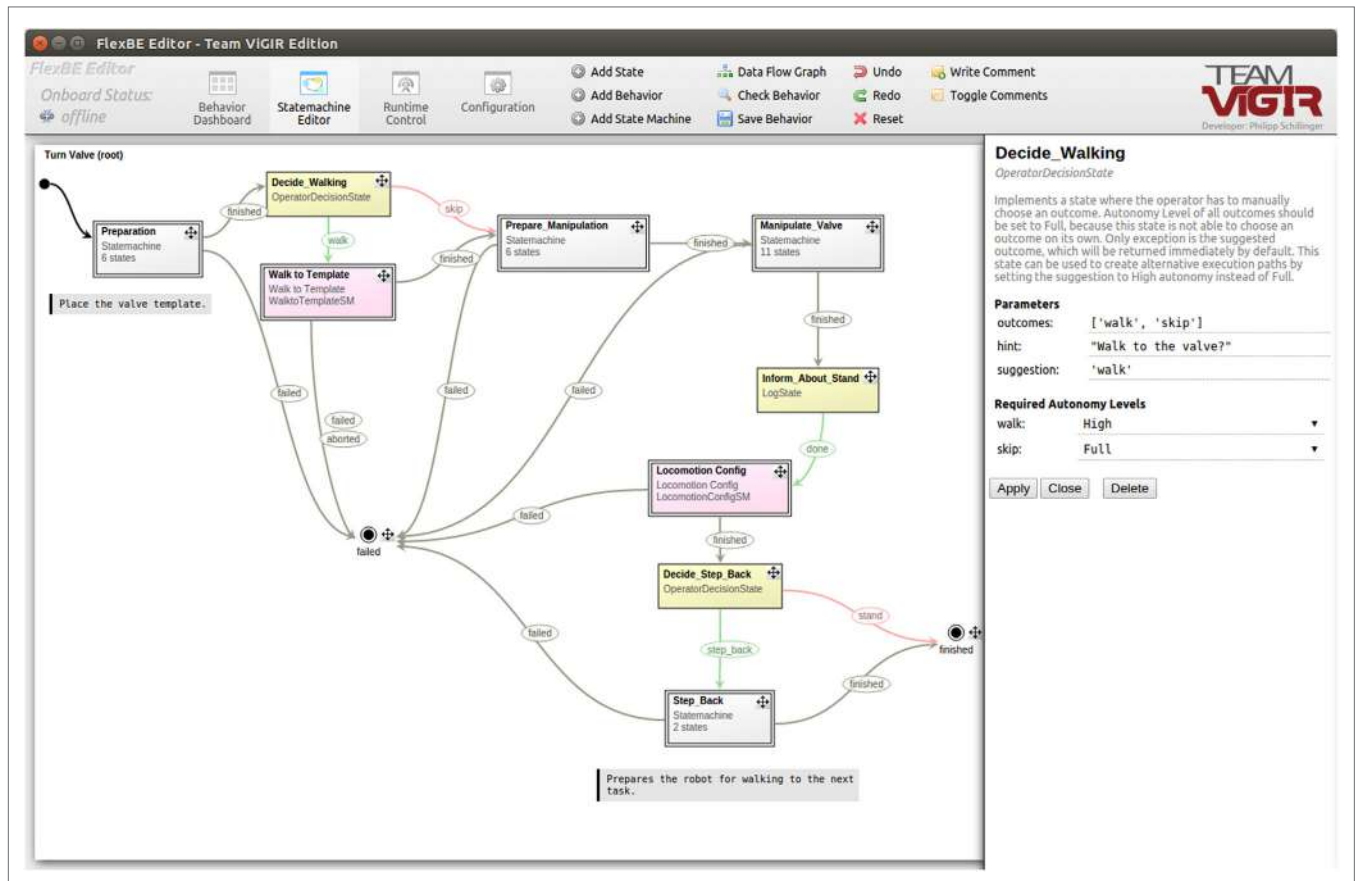 FlexBE Editor - Team ViGIR Edition
FlexBE Editor
Onboard Status:
offline
Behavior
Dashboard
Statemachine
Editor
Runtime
Control
Configuration
Add State
Add Behavior
Add State Machine
Data Flow Graph
Check Behavior
Save Behavior
Undo
Redo
Reset
Write Comment
Toggle Comments
TEAM
ViGIR
Developer: Philipp Schillinger
Turn Valve (root)
Preparation
Statemachine
6 states
Place the valve template.
finished
Decide_Walking
OperatorDecisionState
walk
skip
Walk to Template
Walk to Template
WalktoTemplateSM
finished
Prepare_Manipulation
Statemachine
6 states
finished
Manipulate_Valve
Statemachine
11 states
finished
failed
failed
aborted
failed
failed
Inform_About_Stand
LogState
done
Locomotion Config
Locomotion Config
LocomotionConfigSM
failed
failed
finished
Decide_Step_Back
OperatorDecisionState
stand
step_back
failed
finished
finished
Step_Back
Statemachine
2 states
Prepares the robot for walking to the next
task.
Decide_Walking
OperatorDecisionState
Implements a state where the operator has to manually
choose an outcome. Autonomy Level of all outcomes should
be set to Full, because this state is not able to choose an
outcome on its own. Only exception is the suggested
outcome, which will be returned immediately by default. This
state can be used to create alternative execution paths by
setting the suggestion to High autonomy instead of Full.
Parameters
outcomes: ['walk', 'skip']
hint: "Walk to the valve?"
suggestion: 'walk'
Required Autonomy Levels
walk: High
skip: Full
Apply Close Delete